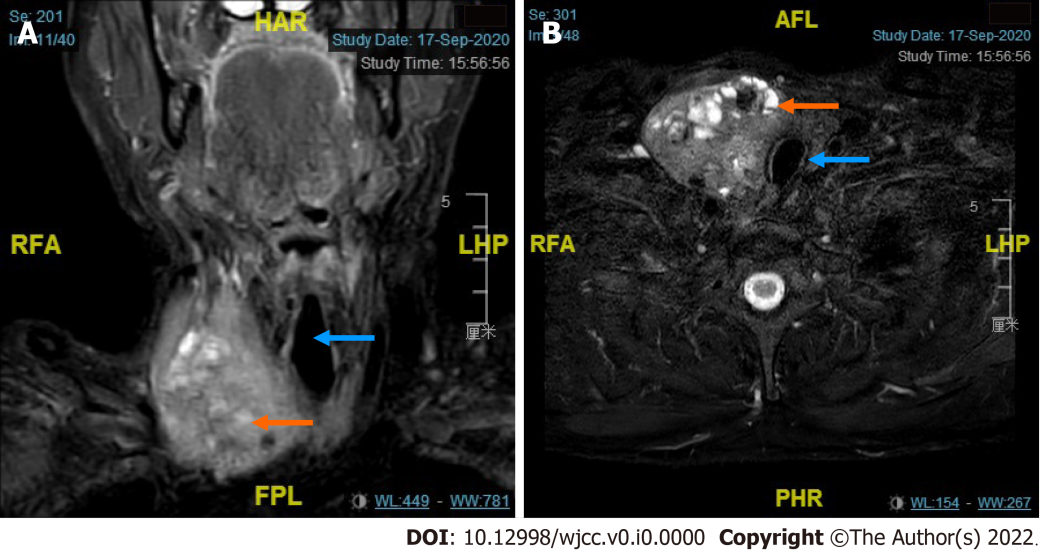 Se: 201
A
HAR
Study Date: 17-Sep-2020
Study Time: 15:56:56
RFA
5
LHP
厘米
FPL
WL:449 - WW:781
Se: 301
B
/48
AFL
Study Date: 17-Sep-2020
Study Time: 15:56:56
RFA
5
LHP
厘米
PHR
WL:154 - WW:267
DOI: 10.12998/wjcc.v0.i0.0000 Copyright ©The Author(s) 2022.